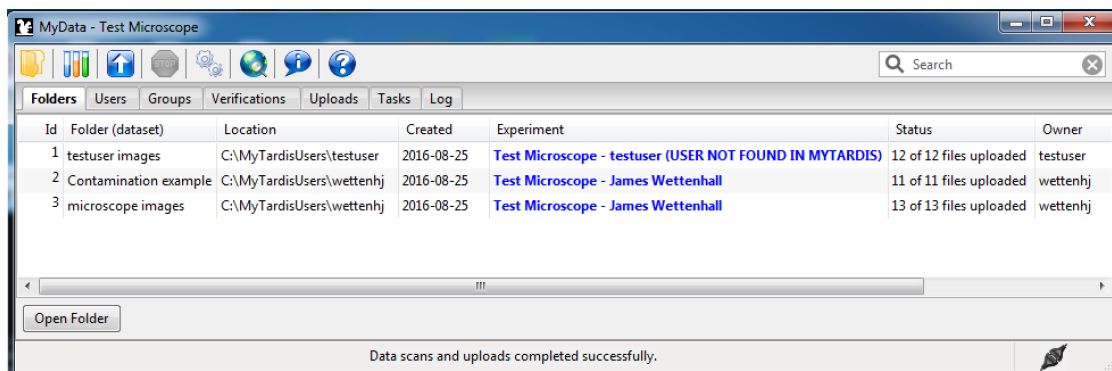 MyData - Test Microscope
STOP
Search
Folders Users Groups Verifications Uploads Tasks Log
Id Folder (dataset) Location Created Experiment Status Owner
1 testuser images C:\MyTardisUsers\testuser 2016-08-25 Test Microscope - testuser (USER NOT FOUND IN MYTARDIS) 12 of 12 files uploaded testuser
2 Contamination example C:\MyTardisUsers\wettenhj 2016-08-25 Test Microscope - James Wettenhall 11 of 11 files uploaded wettenhj
3 microscope images C:\MyTardisUsers\wettenhj 2016-08-25 Test Microscope - James Wettenhall 13 of 13 files uploaded wettenhj
Open Folder
Data scans and uploads completed successfully.